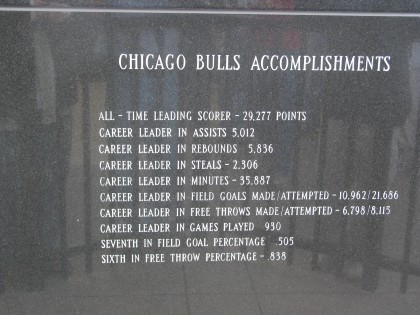 CHICAGO BULLS ACCOMPLISHMENTS
ALL - TIME LEADING SCORER - 29,277 POINTS
CAREER LEADER IN ASSISTS 5,012
CAREER LEADER IN REBOUNDS 5,836
CAREER LEADER IN STEALS - 2,306
CAREER LEADER IN MINUTES - 35,887
CAREER LEADER IN FIELD GOALS MADE/ATTEMPTED - 10,962/21,686
CAREER LEADER IN FREE THROWS MADE/ATTEMPTED - 6,798/8,115
CAREER LEADER IN GAMES PLAYED 930
SEVENTH IN FIELD GOAL PERCENTAGE .505
SIXTH IN FREE THROW PERCENTAGE - .838